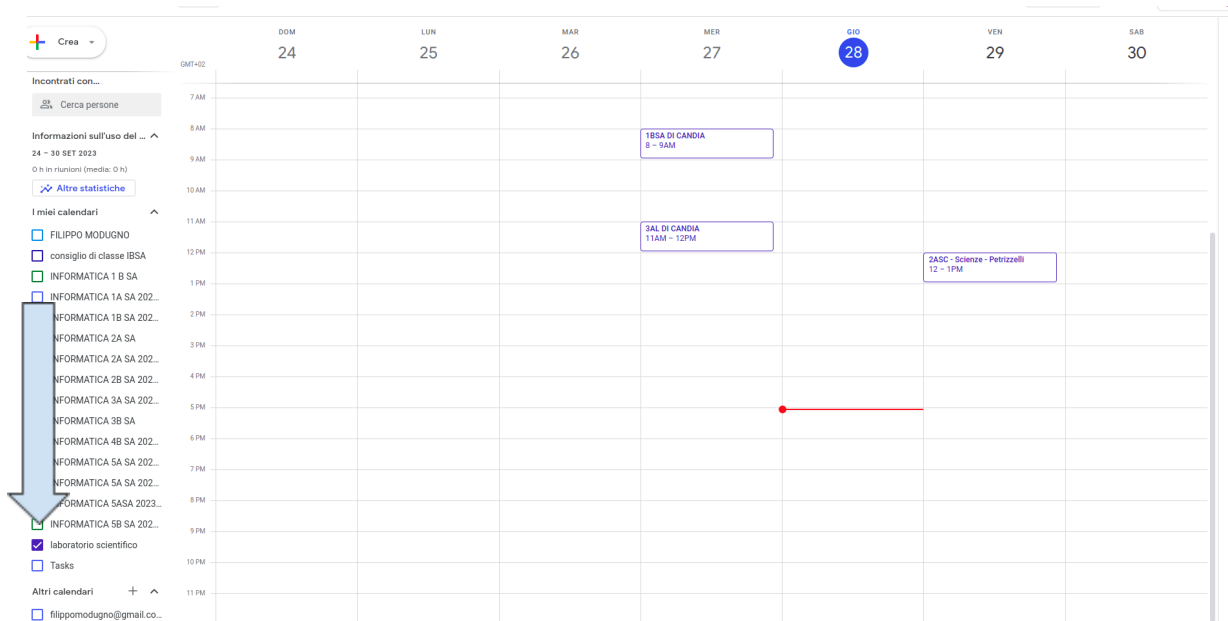 Crea
Incontrati con...
Cerca persone
Informazioni sull'uso del ...
24 – 30 SET 2023
0 h in riunioni (media: 0 h)
Altre statistiche
I miei calendari
FILIPPO MODUGNO
consiglio di classe IBSA
INFORMATICA 1 B SA
INFORMATICA 1A SA 202...
NFORMATICA 1B SA 202...
NFORMATICA 2A SA
NFORMATICA 2A SA 202...
NFORMATICA 2B SA 202...
NFORMATICA 3A SA 202...
NFORMATICA 3B SA
NFORMATICA 4B SA 202...
NFORMATICA 5A SA 202...
NFORMATICA 5A SA 202...
FORMATICA 5ASA 2023...
INFORMATICA 5B SA 202...
laboratorio scientifico
Tasks
Altri calendari
filippomodugno@gmail.co...
GMT+02
DOM
24
LUN
25
MAR
26
MER
27
GIO
28
VEN
29
SAB
30
7 AM
8 AM
9 AM
10 AM
11 AM
12 PM
1 PM
2 PM
3 PM
4 PM
5 PM
6 PM
7 PM
8 PM
9 PM
10 PM
11 PM
1BSA DI CANDIA
8 – 9AM
3AL DI CANDIA
11AM – 12PM
2ASC - Scienze - Petrizzelli
12 – 1PM